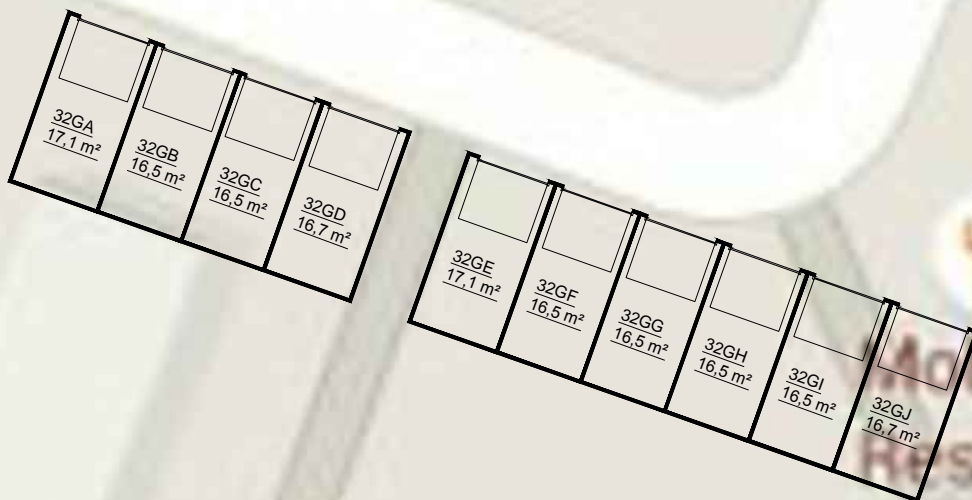 32GA
17,1 m²
32GB
16,5 m²
32GC
16,5 m²
32GD
16,7 m²
32GE
17,1 m²
32GF
16,5 m²
32GG
16,5 m²
32GH
16,5 m²
32GI
16,5 m²
32GJ
16,7 m²